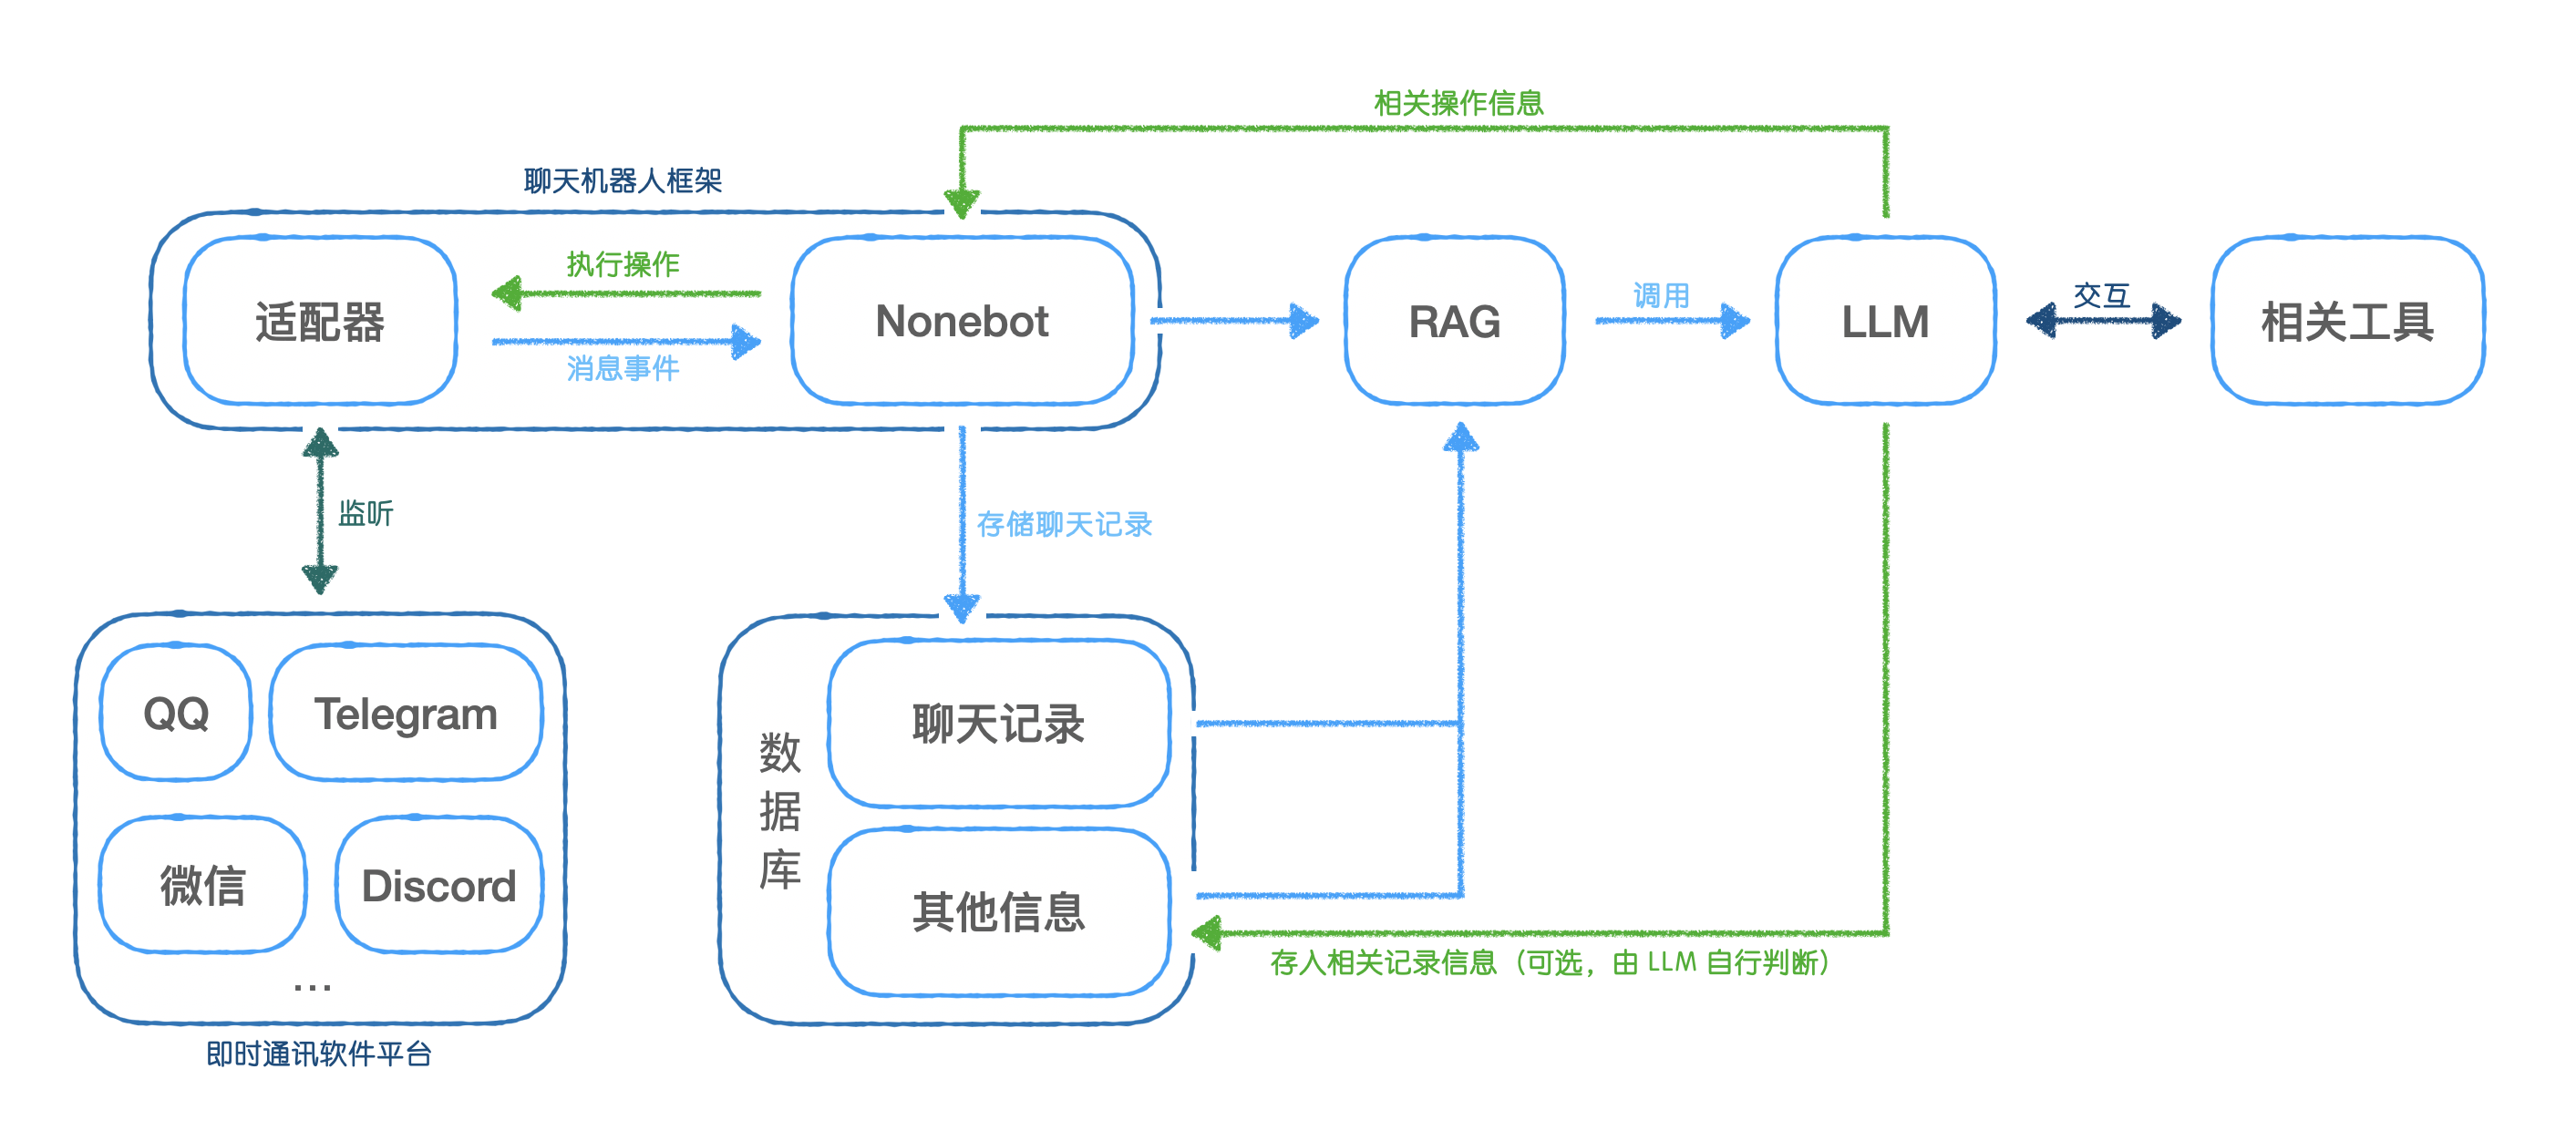 相关操作信息
聊天机器人框架
适配器
执行操作
消息事件
Nonebot
RAG
调用
LLM
交互
相关工具
监听
存储聊天记录
QQ
Telegram
微信
Discord
...
即时通讯软件平台
数据库
聊天记录
其他信息
存入相关记录信息（可选，由 LLM 自行判断）